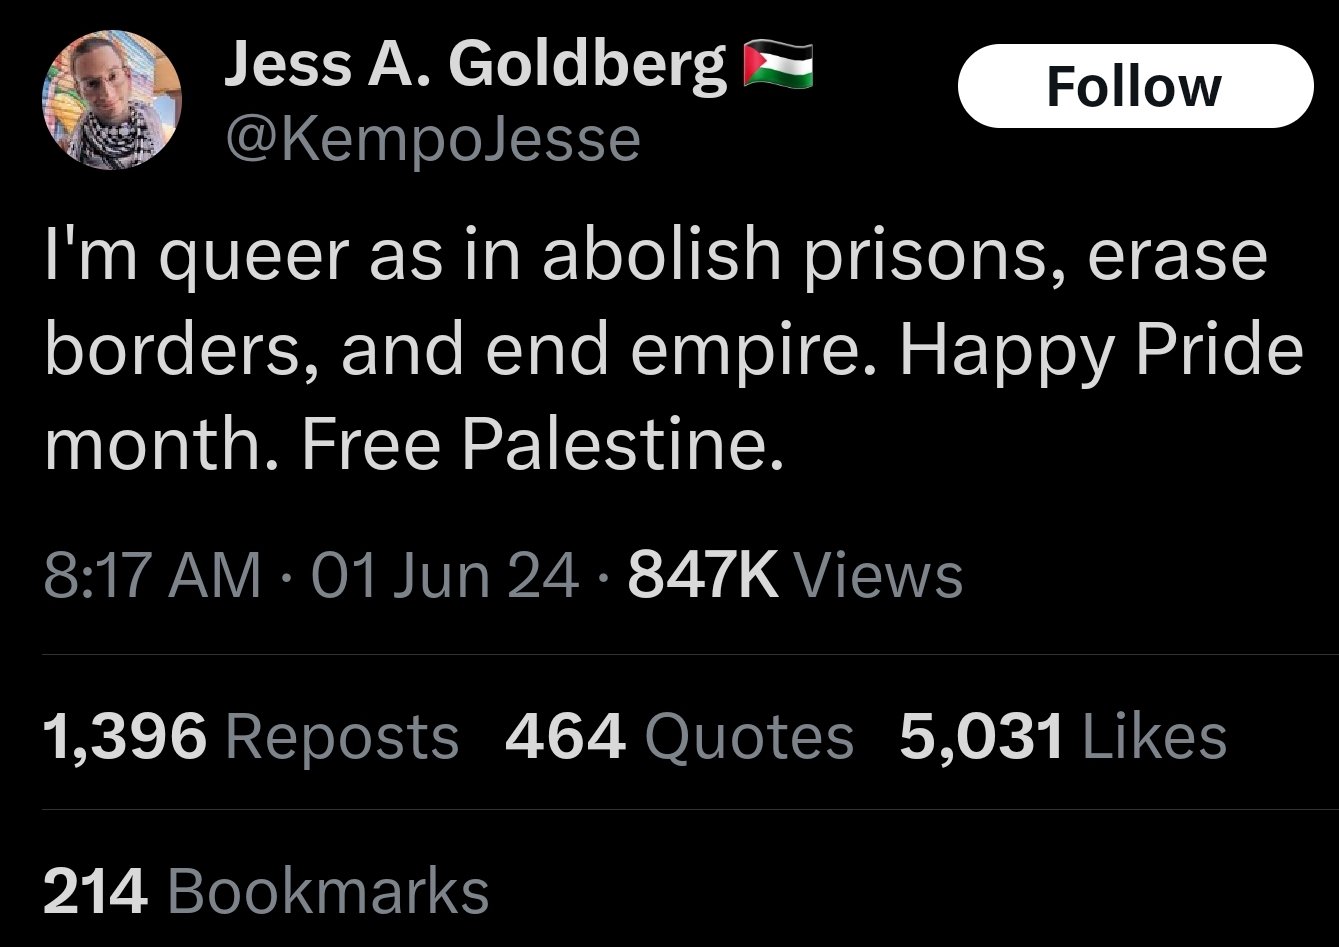 Jess A. Goldberg 🇵🇸
Follow
@KempoJesse
I'm queer as in abolish prisons, erase
borders, and end empire. Happy Pride
month. Free Palestine.
8:17 AM · 01 Jun 24 · 847K Views
1,396 Reposts 464 Quotes 5,031 Likes
214 Bookmarks